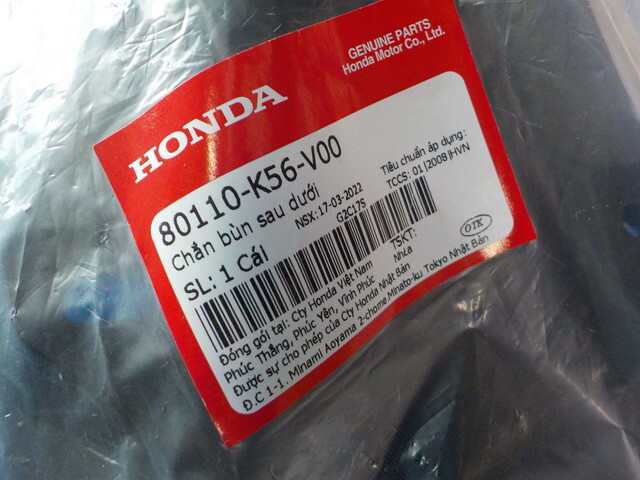 GENUINE PARTS
Honda Motor Co., Ltd.
HONDA
80110-K56-V00
Chắn bùn sau dưới
SL: 1 Cái
NSX: 17-03-2022
G2C17S
Tiêu chuẩn áp dụng:
TCCS: 01|2008|HVN
TSKT:
Nhựa
OTK
Đóng gói tại: Cty Honda Việt Nam
Phúc Thắng, Phúc Yên, Vĩnh Phúc
Được sự cho phép của Cty Honda Nhật Bản
Đ.C 1-1, Minami Aoyama 2-chome.Minato-ku Tokyo Nhật Bản